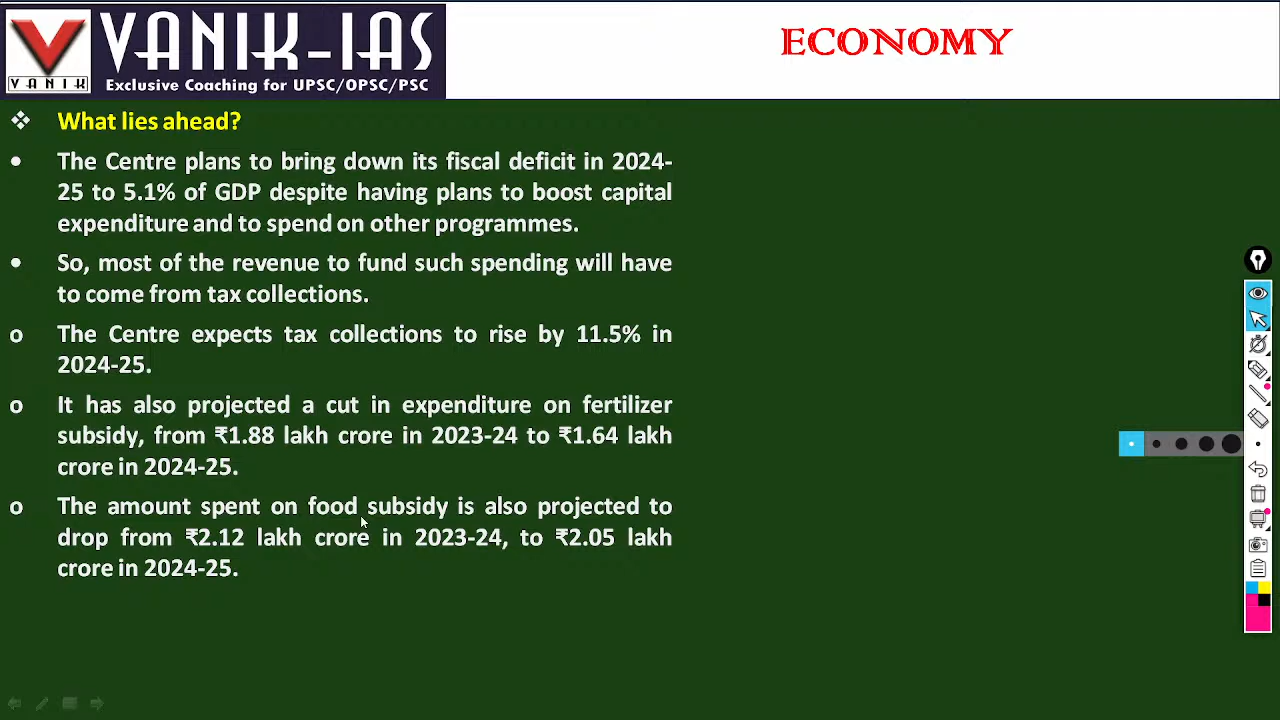 VANIK-IAS
VANIK
Exclusive Coaching for UPSC/OPSC/PSC
ECONOMY
❖ What lies ahead?
• The Centre plans to bring down its fiscal deficit in 2024-
25 to 5.1% of GDP despite having plans to boost capital
expenditure and to spend on other programmes.
• So, most of the revenue to fund such spending will have
to come from tax collections.
o The Centre expects tax collections to rise by 11.5% in
2024-25.
o It has also projected a cut in expenditure on fertilizer
subsidy, from ₹1.88 lakh crore in 2023-24 to ₹1.64 lakh
crore in 2024-25.
o The amount spent on food subsidy is also projected to
drop from ₹2.12 lakh crore in 2023-24, to ₹2.05 lakh
crore in 2024-25.